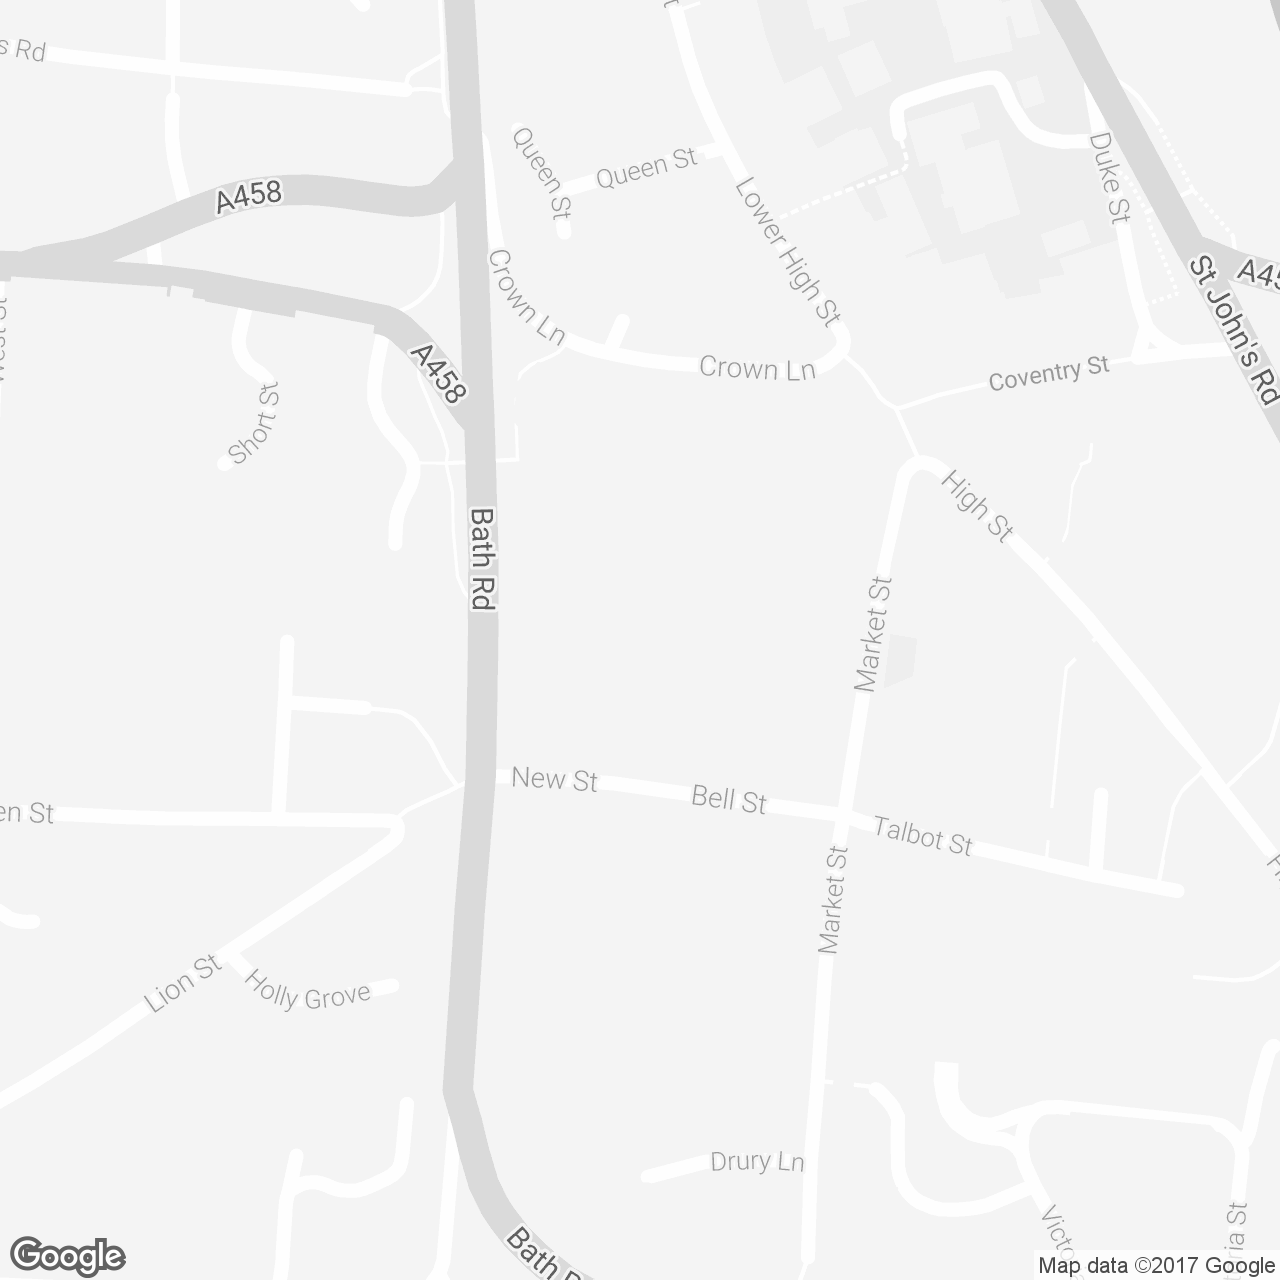 A458
Queen St
Queen St
Duke St
Lower High St
St John's Rd
Crown Ln
A458
Crown Ln
Coventry St
Short St
High St
Bath Rd
Market St
New St
Bell St
Talbot St
Market St
Lion St
Holly Grove
Drury Ln
Bath
Google
Map data ©2017 Google
West St
Rd
St